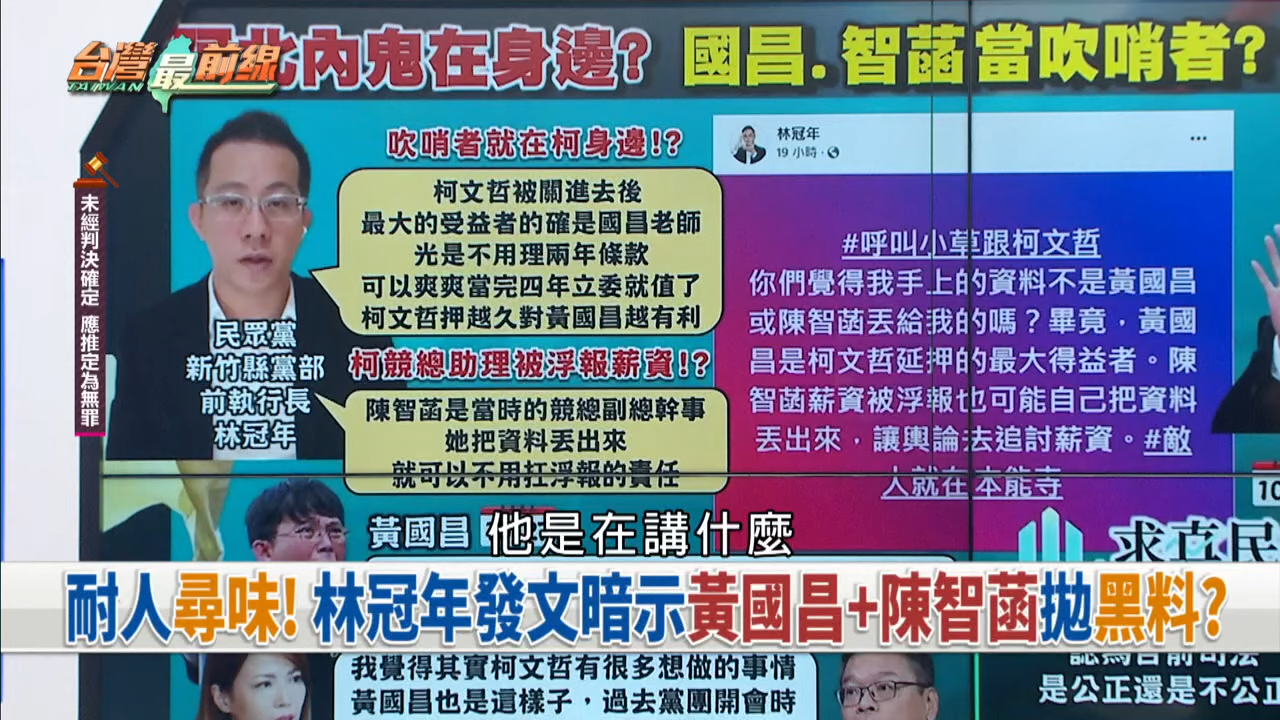 台灣最前線
TAIWAN
北內鬼在身邊? 國昌.智菡當吹哨者?
未經判決確定 應推定為無罪
吹哨者就在柯身邊!?
柯文哲被關進去後
最大的受益者的確是國昌老師
光是不用理兩年條款
可以爽爽當完四年立委就值了
柯文哲押越久對黃國昌越有利
民眾黨
新竹縣黨部
前執行長
林冠年
柯競總助理被浮報薪資!?
陳智菡是當時的競總副總幹事
她把資料丟出來
就可以不用扛浮報的責任
林冠年
19 小時
#呼叫小草跟柯文哲
你們覺得我手上的資料不是黃國昌
或陳智菡丟給我的嗎？畢竟，黃國
昌是柯文哲延押的最大得益者。陳
智菡薪資被浮報也可能自己把資料
丟出來，讓輿論去追討薪資。#敵
人就在本能寺
10
黃國昌
求真民
他是在講什麼
耐人尋味! 林冠年發文暗示黃國昌+陳智菡拋黑料?
我覺得其實柯文哲有很多想做的事情
黃國昌也是這樣子，過去黨團開會時
認為目前司法
是公正還是不公正